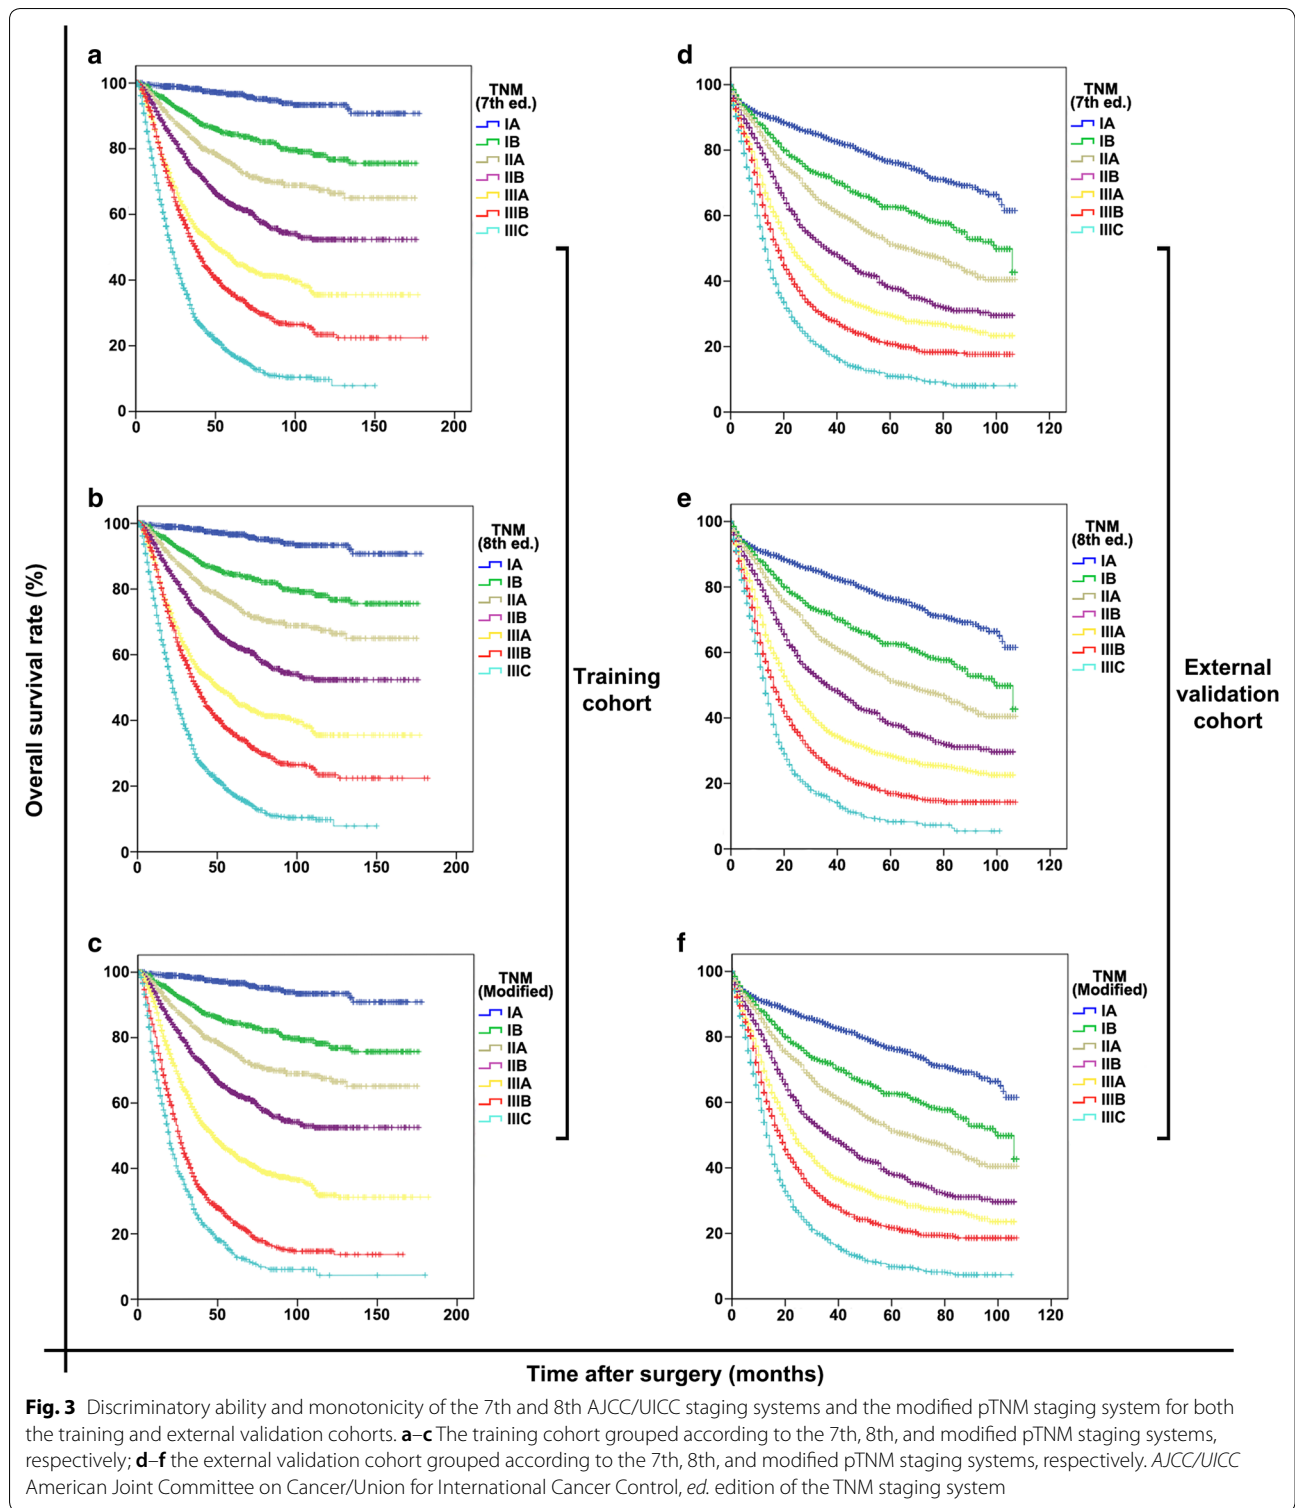 Overall survival rate (%)
a
100
80
60
40
20
0
0 50 100 150 200
TNM
(7th ed.)
IA
IB
IIA
IIB
IIIA
IIIB
IIIC
b
100
80
60
40
20
0
0 50 100 150 200
TNM
(8th ed.)
IA
IB
IIA
IIB
IIIA
IIIB
IIIC
c
100
80
60
40
20
0
0 50 100 150 200
TNM
(Modified)
IA
IB
IIA
IIB
IIIA
IIIB
IIIC
Training
cohort
d
100
80
60
40
20
0
0 20 40 60 80 100 120
TNM
(7th ed.)
IA
IB
IIA
IIB
IIIA
IIIB
IIIC
e
100
80
60
40
20
0
0 20 40 60 80 100 120
TNM
(8th ed.)
IA
IB
IIA
IIB
IIIA
IIIB
IIIC
f
100
80
60
40
20
0
0 20 40 60 80 100 120
TNM
(Modified)
IA
IB
IIA
IIB
IIIA
IIIB
IIIC
External
validation
cohort
Time after surgery (months)
Fig. 3 Discriminatory ability and monotonicity of the 7th and 8th AJCC/UICC staging systems and the modified pTNM staging system for both
the training and external validation cohorts. a–c The training cohort grouped according to the 7th, 8th, and modified pTNM staging systems,
respectively; d–f the external validation cohort grouped according to the 7th, 8th, and modified pTNM staging systems, respectively. AJCC/UICC
American Joint Committee on Cancer/Union for International Cancer Control, ed. edition of the TNM staging system